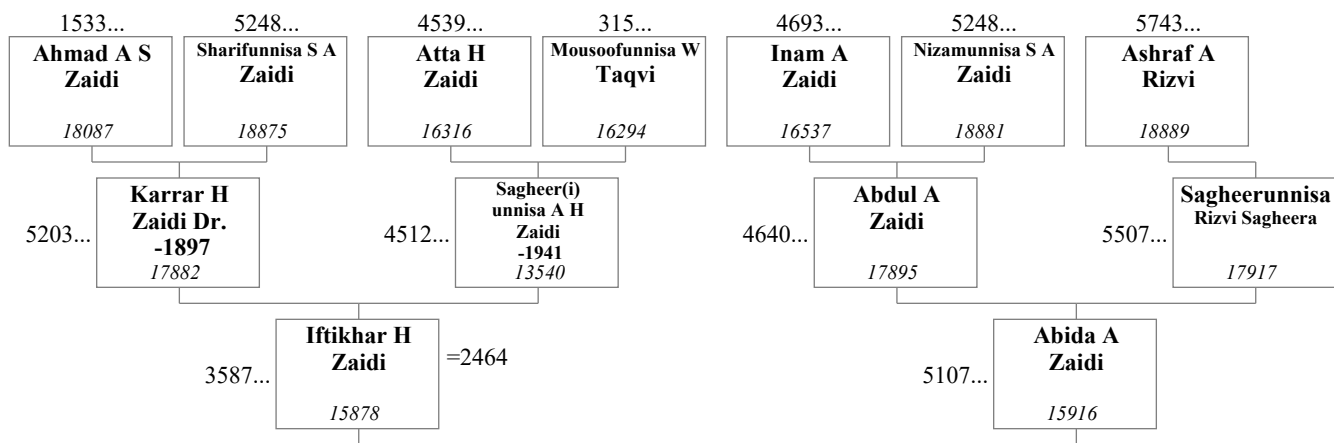 1533... 5248... 4539... 315... 4693... 5248... 5743...
Ahmad A S
Zaidi
18087
Sharifunnisa S A
Zaidi
18875
Atta H
Zaidi
16316
Mousoofunnisa W
Taqvi
16294
Inam A
Zaidi
16537
Nizamunnisa S A
Zaidi
18881
Ashraf A
Rizvi
18889
5203...
Karrar H
Zaidi Dr.
-1897
17882
4512...
Sagheer(i)
unnisa A H
Zaidi
-1941
13540
4640...
Abdul A
Zaidi
17895
5507...
Sagheerunnisa
Rizvi Sagheera
17917
3587...
Iftikhar H
Zaidi
15878
=2464
5107...
Abida A
Zaidi
15916